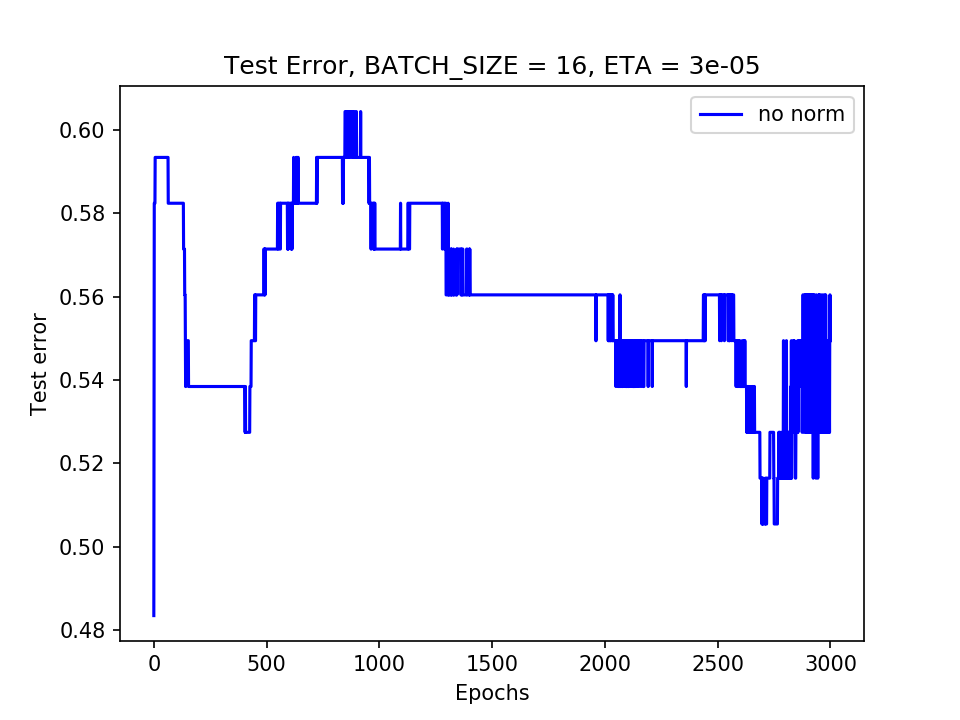 Test Error, BATCH_SIZE = 16, ETA = 3e-05
no norm
0.60
0.58
0.56
0.54
0.52
0.50
0.48
Test error
0 500 1000 1500 2000 2500 3000
Epochs